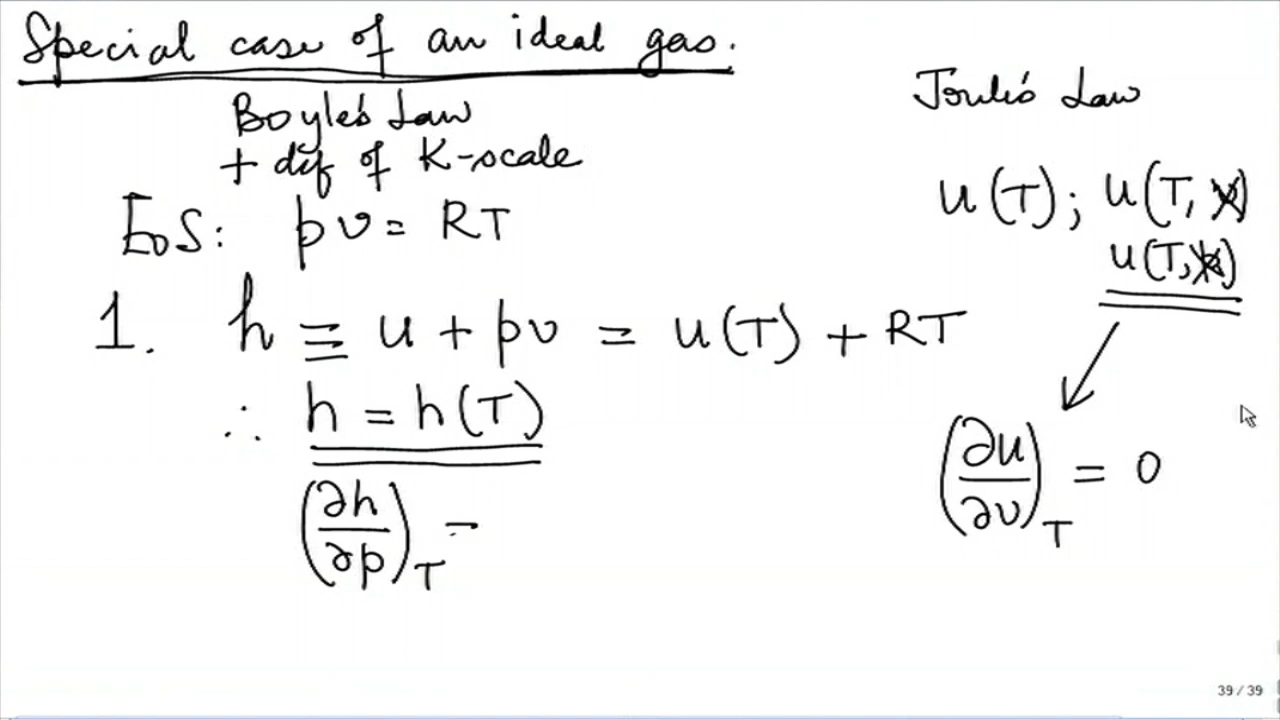 Special case of an ideal gas.
Boyle's Law
+ def of K-scale
EoS: pv = RT
Joule's Law
u(T); u(T, v)
u(T, p)
1. h ≡ u + pv = u(T) + RT
∴ h = h(T)
(∂h/∂p)_T =
(∂u/∂v)_T = 0
39 / 39